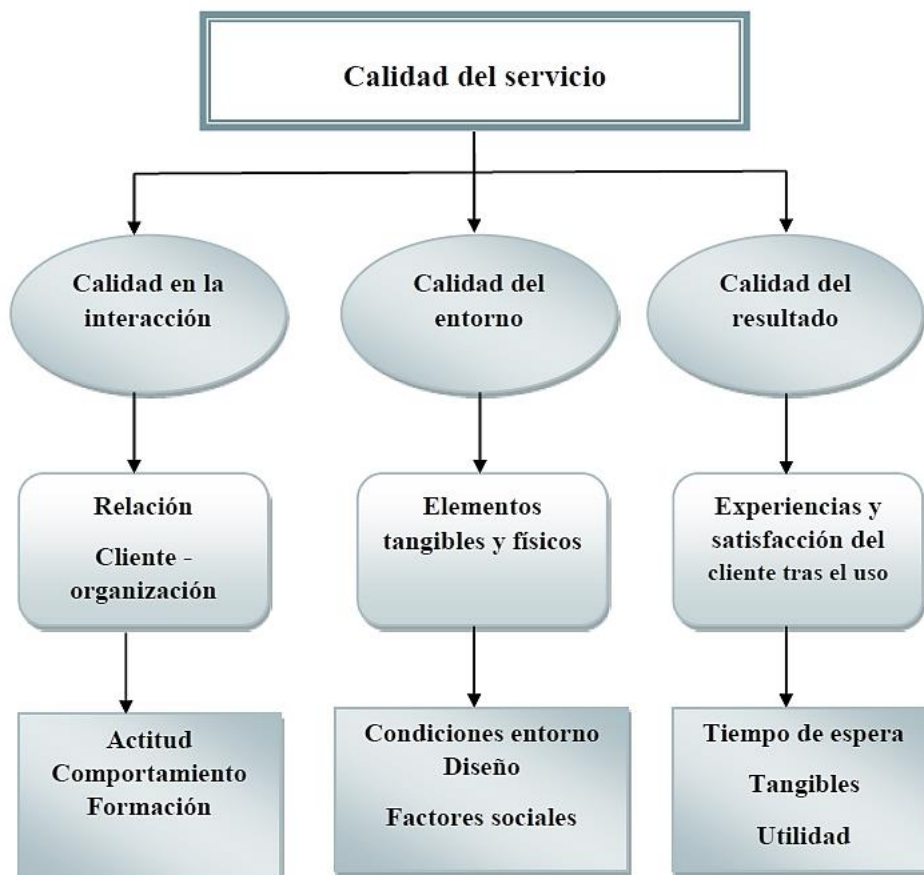 Calidad del servicio
Calidad en la
interacción
Calidad del
entorno
Calidad del
resultado
Relación
Cliente -
organización
Elementos
tangibles y físicos
Experiencias y
satisfacción del
cliente tras el uso
Actitud
Comportamiento
Formación
Condiciones entorno
Diseño
Factores sociales
Tiempo de espera
Tangibles
Utilidad